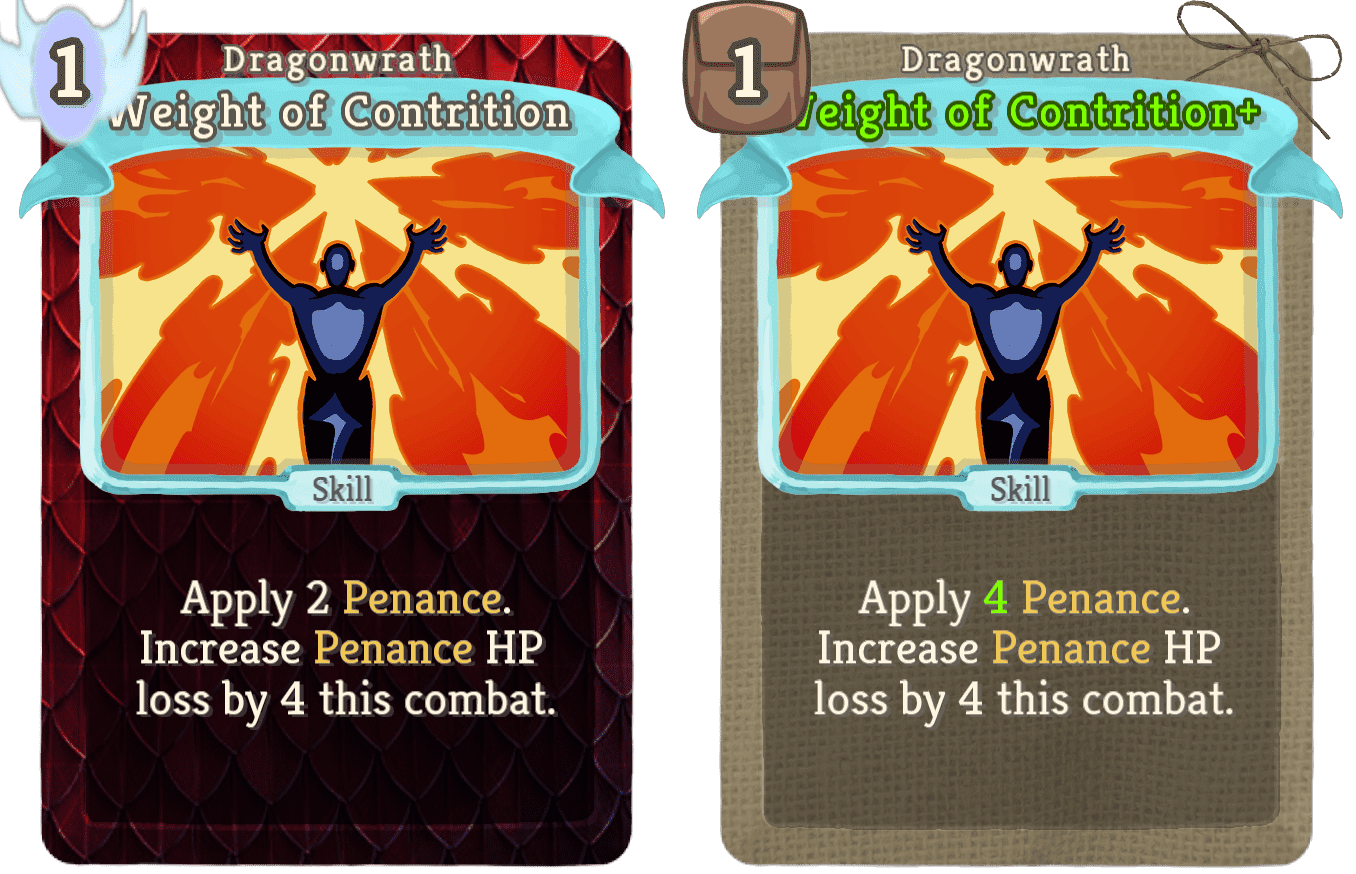 1
Dragonwrath
Weight of Contrition
Skill
Apply 2 Penance.
Increase Penance HP
loss by 4 this combat.
1
Dragonwrath
Weight of Contrition+
Skill
Apply 4 Penance.
Increase Penance HP
loss by 4 this combat.